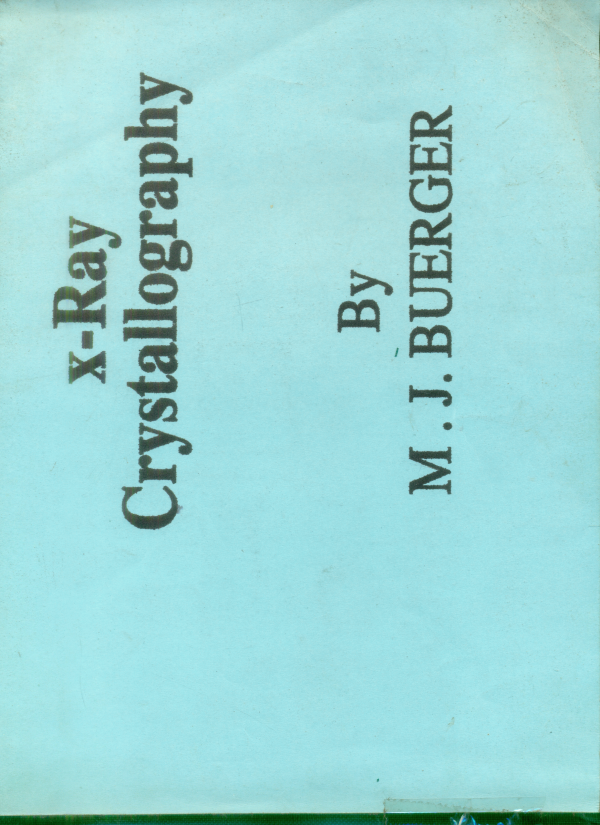 x-Ray
Crystallography
By
M. J. BUERGER